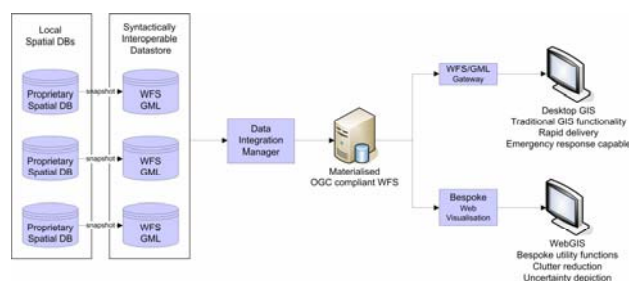 Local
Spatial DBs
Syntactically
Interoperable
Datastore
Proprietary
Spatial DB
snapshot
WFS
GML
Proprietary
Spatial DB
snapshot
WFS
GML
Proprietary
Spatial DB
snapshot
WFS
GML
Data
Integration
Manager
Materialised
OGC compliant WFS
WFS/GML
Gateway
Desktop GIS
Traditional GIS functionality
Rapid delivery
Emergency response capable
Bespoke
Web
Visualisation
WebGIS
Bespoke utility functions
Clutter reduction
Uncertainty depiction